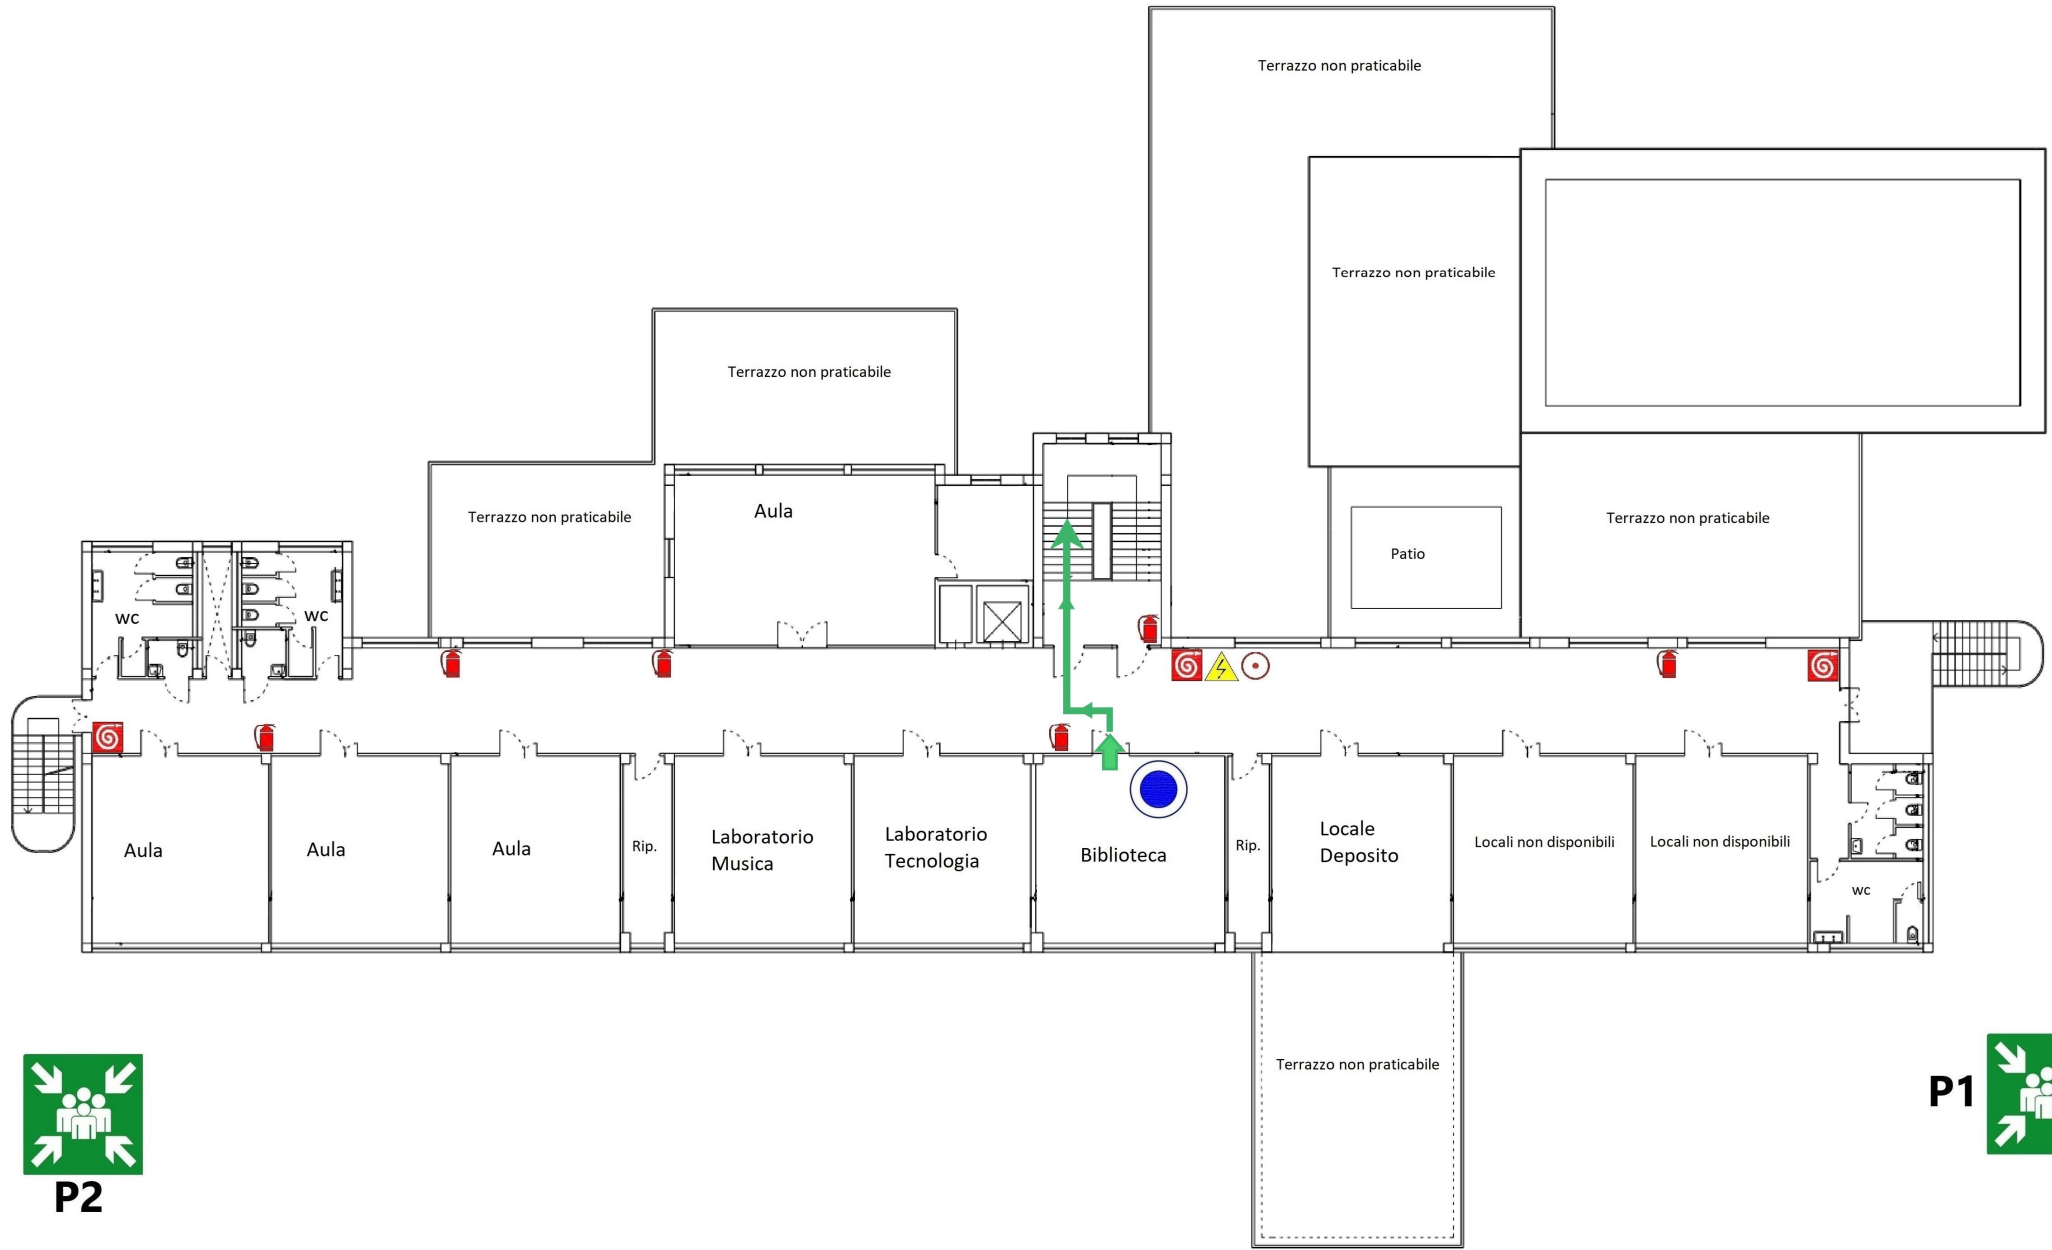 Terrazzo non praticabile
Terrazzo non praticabile
Terrazzo non praticabile
Terrazzo non praticabile
Aula
Terrazzo non praticabile
Patio
wc
wc
Aula
Aula
Aula
Rip.
Laboratorio
Musica
Laboratorio
Tecnologia
Biblioteca
Rip.
Locale
Deposito
Locali non disponibili
Locali non disponibili
wc
Terrazzo non praticabile
P1
P2